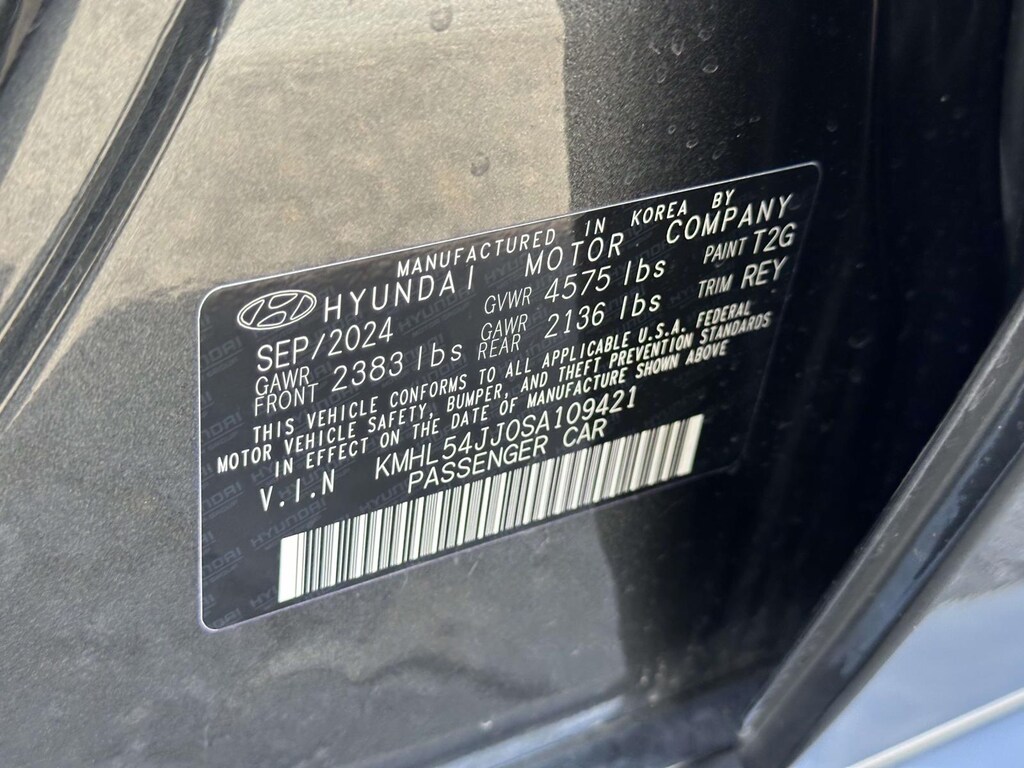 MANUFACTURED IN KOREA BY
HYUNDAI MOTOR COMPANY
SEP/2024 GVWR 4575 lbs PAINT T2G
GAWR FRONT 2383 lbs GAWR REAR 2136 lbs TRIM REY
THIS VEHICLE CONFORMS TO ALL APPLICABLE U.S.A. FEDERAL
MOTOR VEHICLE SAFETY, BUMPER, AND THEFT PREVENTION STANDARDS
IN EFFECT ON THE DATE OF MANUFACTURE SHOWN ABOVE
V.I.N KMHL54JJ0SA109421
PASSENGER CAR